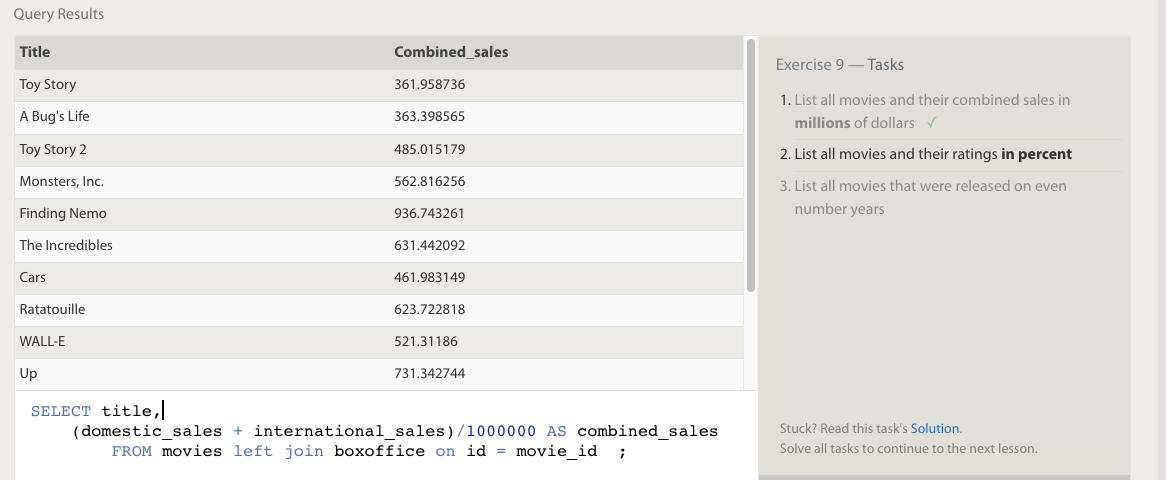 Query Results
Title Combined_sales
Toy Story 361.958736
A Bug's Life 363.398565
Toy Story 2 485.015179
Monsters, Inc. 562.816256
Finding Nemo 936.743261
The Incredibles 631.442092
Cars 461.983149
Ratatouille 623.722818
WALL-E 521.31186
Up 731.342744
SELECT title,
(domestic_sales + international_sales)/1000000 AS combined_sales
FROM movies left join boxoffice on id = movie_id ;
Exercise 9 — Tasks
1. List all movies and their combined sales in
millions of dollars ✓
2. List all movies and their ratings in percent
3. List all movies that were released on even
number years
Stuck? Read this task's Solution.
Solve all tasks to continue to the next lesson.